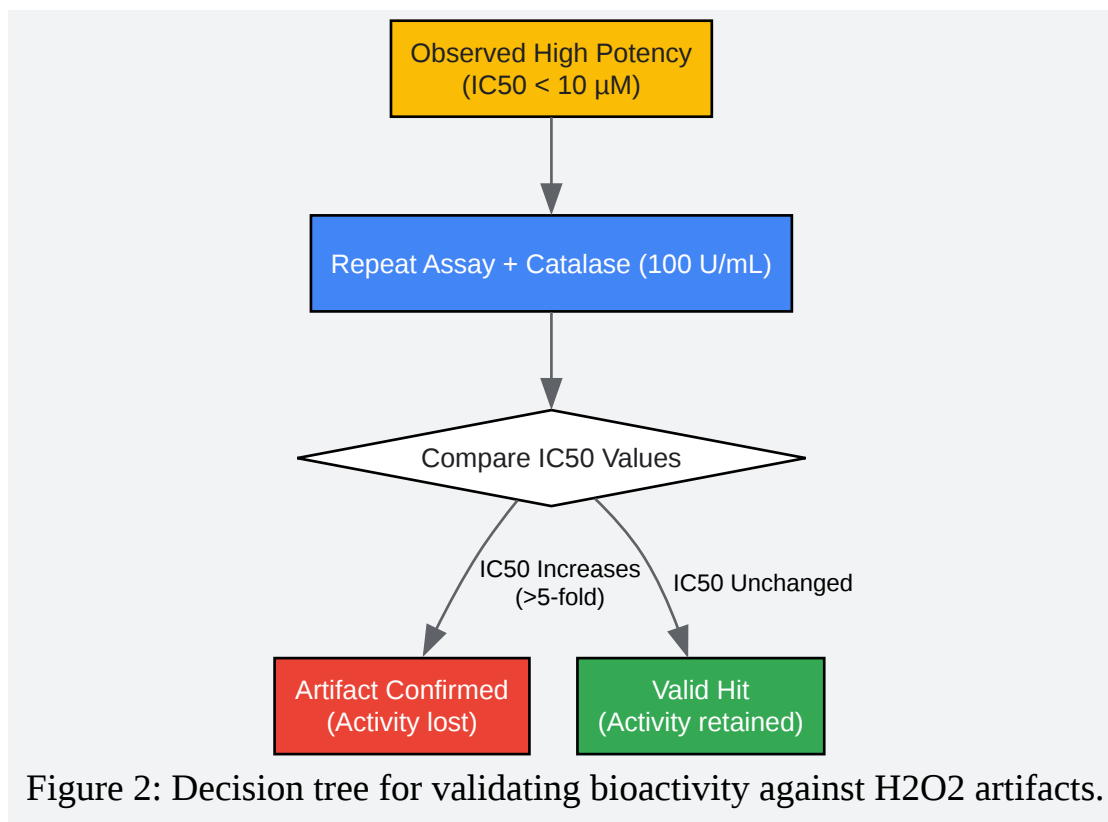 Observed High Potency
(IC50 < 10 µM)
Repeat Assay + Catalase (100 U/mL)
Compare IC50 Values
IC50 Increases
(>5-fold)
IC50 Unchanged
Artifact Confirmed
(Activity lost)
Valid Hit
(Activity retained)
Figure 2: Decision tree for validating bioactivity against H2O2 artifacts.